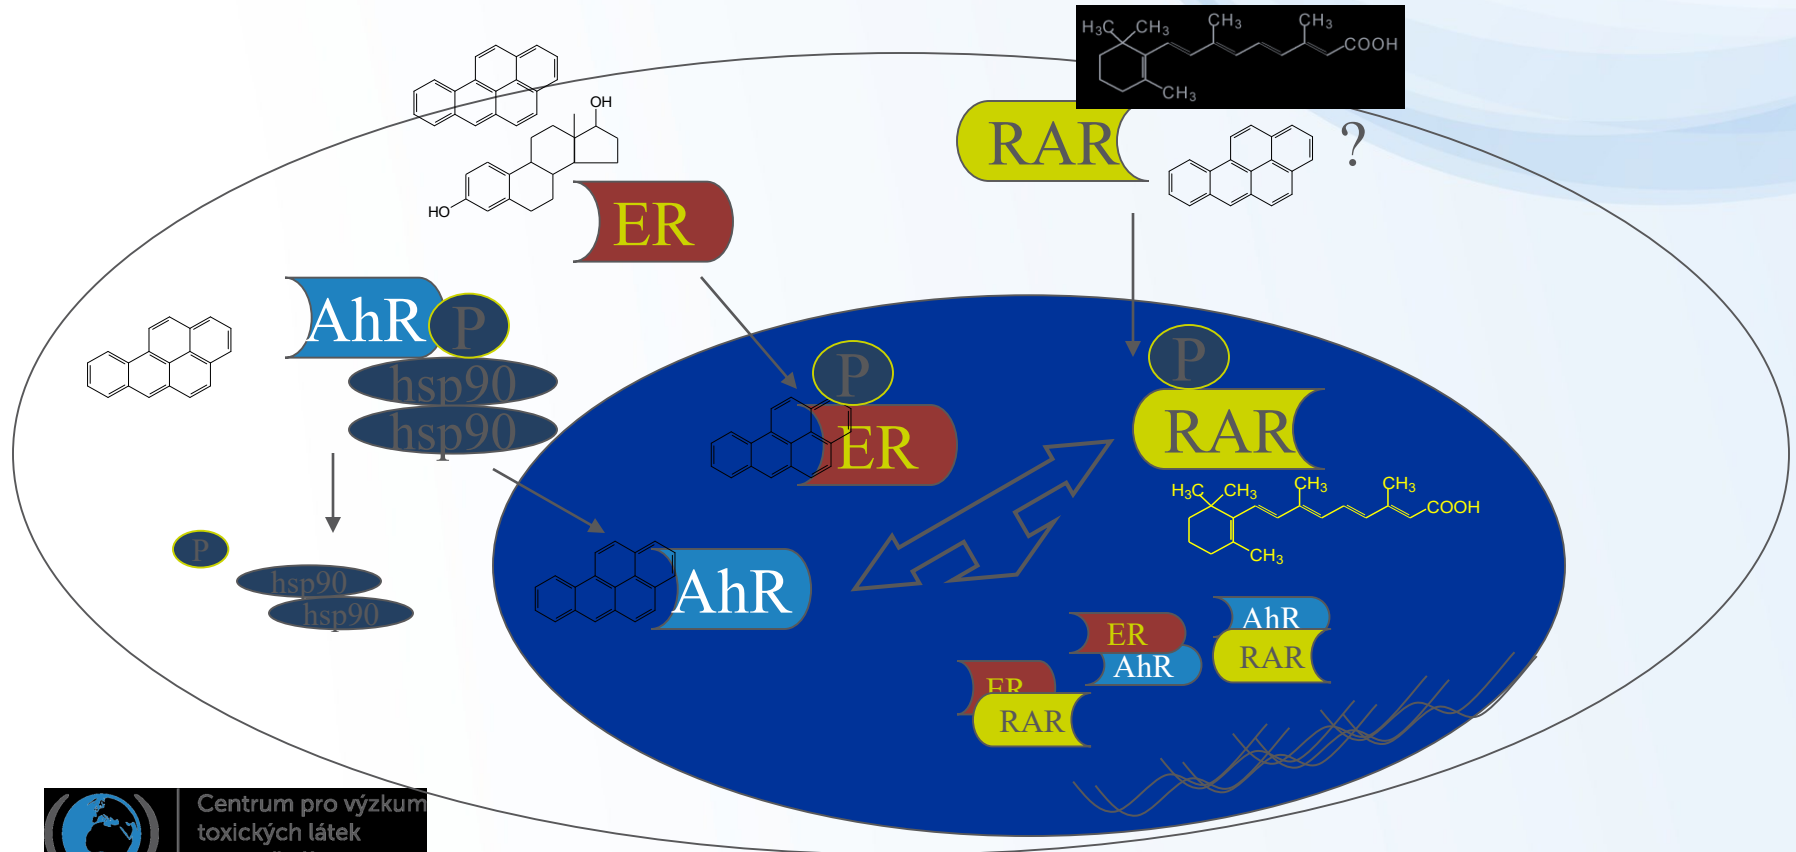 H₃C CH₃ CH₃ CH₃
COOH
CH₃
OH
HO
RAR
?
ER
AhR
P
hsp90
hsp90
P
ER
P
RAR
H₃C CH₃ CH₃ CH₃
COOH
CH₃
P
hsp90
hsp90
AhR
ER
AhR
AhR
RAR
ER
RAR
Centrum pro výzkum
toxických látek